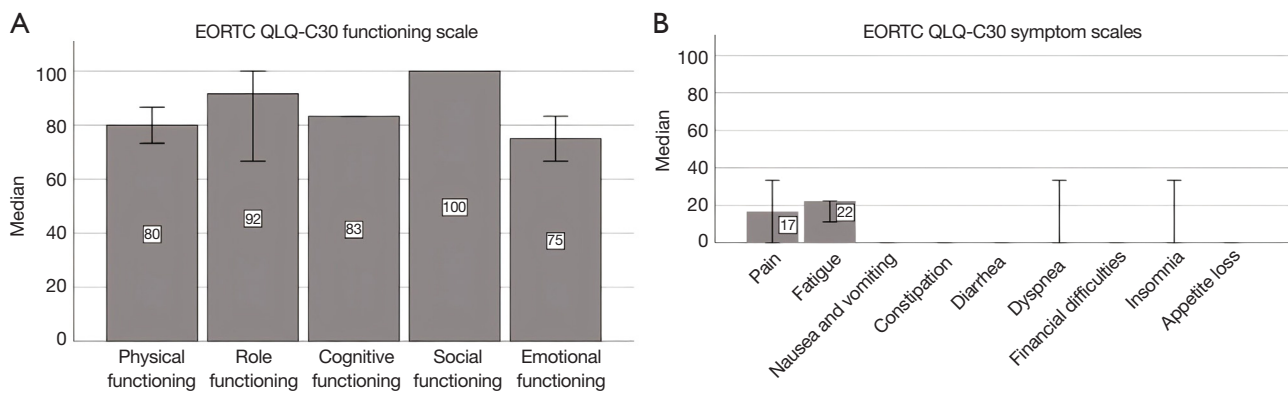 A
EORTC QLQ-C30 functioning scale
Median
100
80
60
40
20
0
80
92
83
100
75
Physical functioning
Role functioning
Cognitive functioning
Social functioning
Emotional functioning
B
EORTC QLQ-C30 symptom scales
Median
100
80
60
40
20
0
17
22
Pain
Fatigue
Nausea and vomiting
Constipation
Diarrhea
Dyspnea
Financial difficulties
Insomnia
Appetite loss